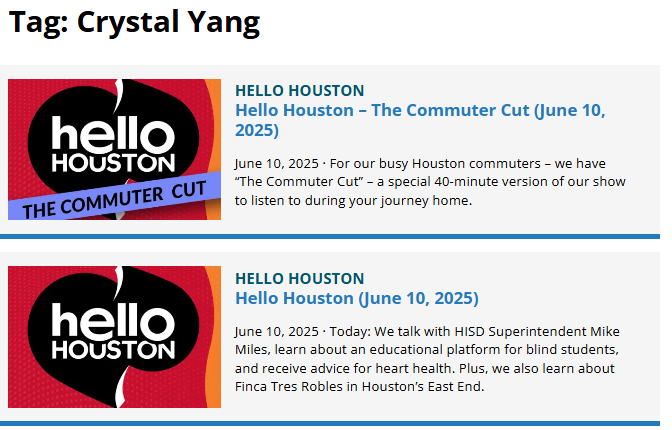 Tag: Crystal Yang
hello
HOUSTON
THE COMMUTER CUT
HELLO HOUSTON
Hello Houston – The Commuter Cut (June 10,
2025)
June 10, 2025 · For our busy Houston commuters – we have
“The Commuter Cut” – a special 40-minute version of our show
to listen to during your journey home.
hello
HOUSTON
HELLO HOUSTON
Hello Houston (June 10, 2025)
June 10, 2025 · Today: We talk with HISD Superintendent Mike
Miles, learn about an educational platform for blind students,
and receive advice for heart health. Plus, we also learn about
Finca Tres Robles in Houston’s East End.